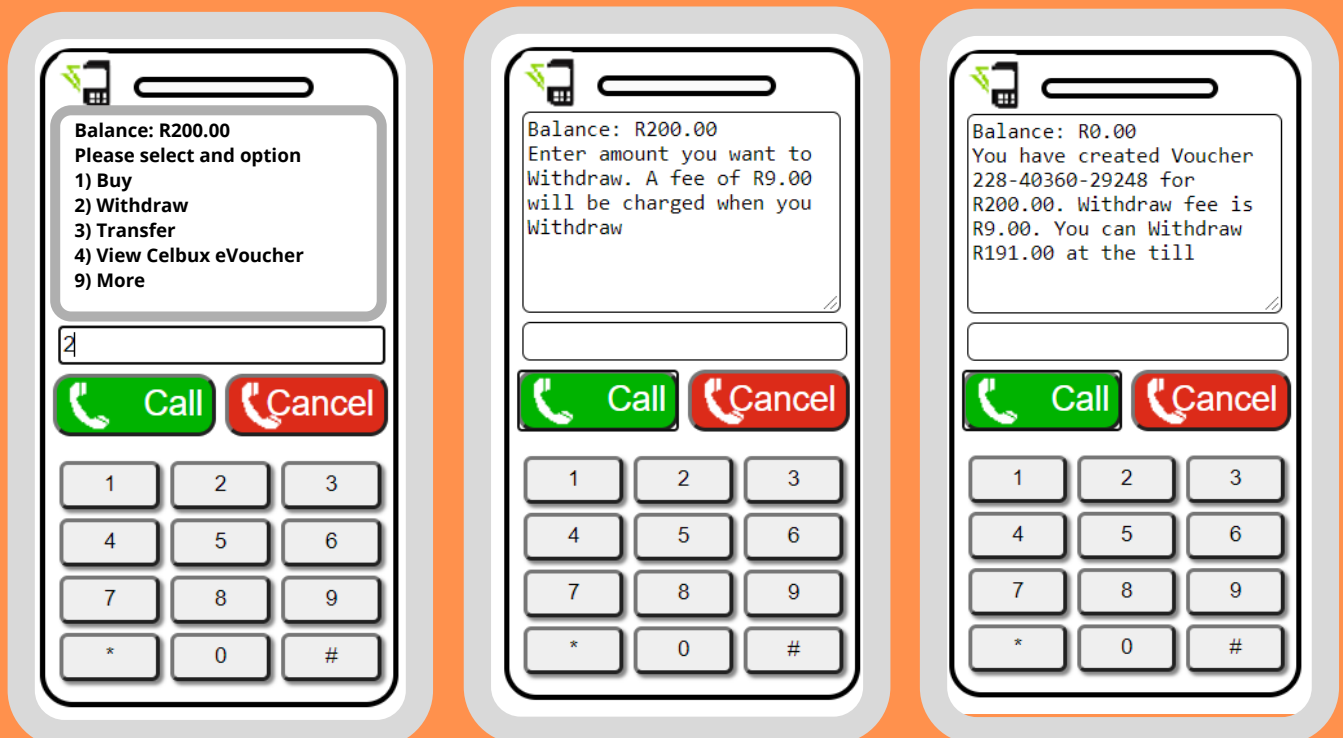 Balance: R200.00
Please select and option
1) Buy
2) Withdraw
3) Transfer
4) View Celbux eVoucher
9) More
2
Call Cancel
1 2 3
4 5 6
7 8 9
* 0 #
Balance: R200.00
Enter amount you want to
Withdraw. A fee of R9.00
will be charged when you
Withdraw
Call Cancel
1 2 3
4 5 6
7 8 9
* 0 #
Balance: R0.00
You have created Voucher
228-40360-29248 for
R200.00. Withdraw fee is
R9.00. You can Withdraw
R191.00 at the till
Call Cancel
1 2 3
4 5 6
7 8 9
* 0 #